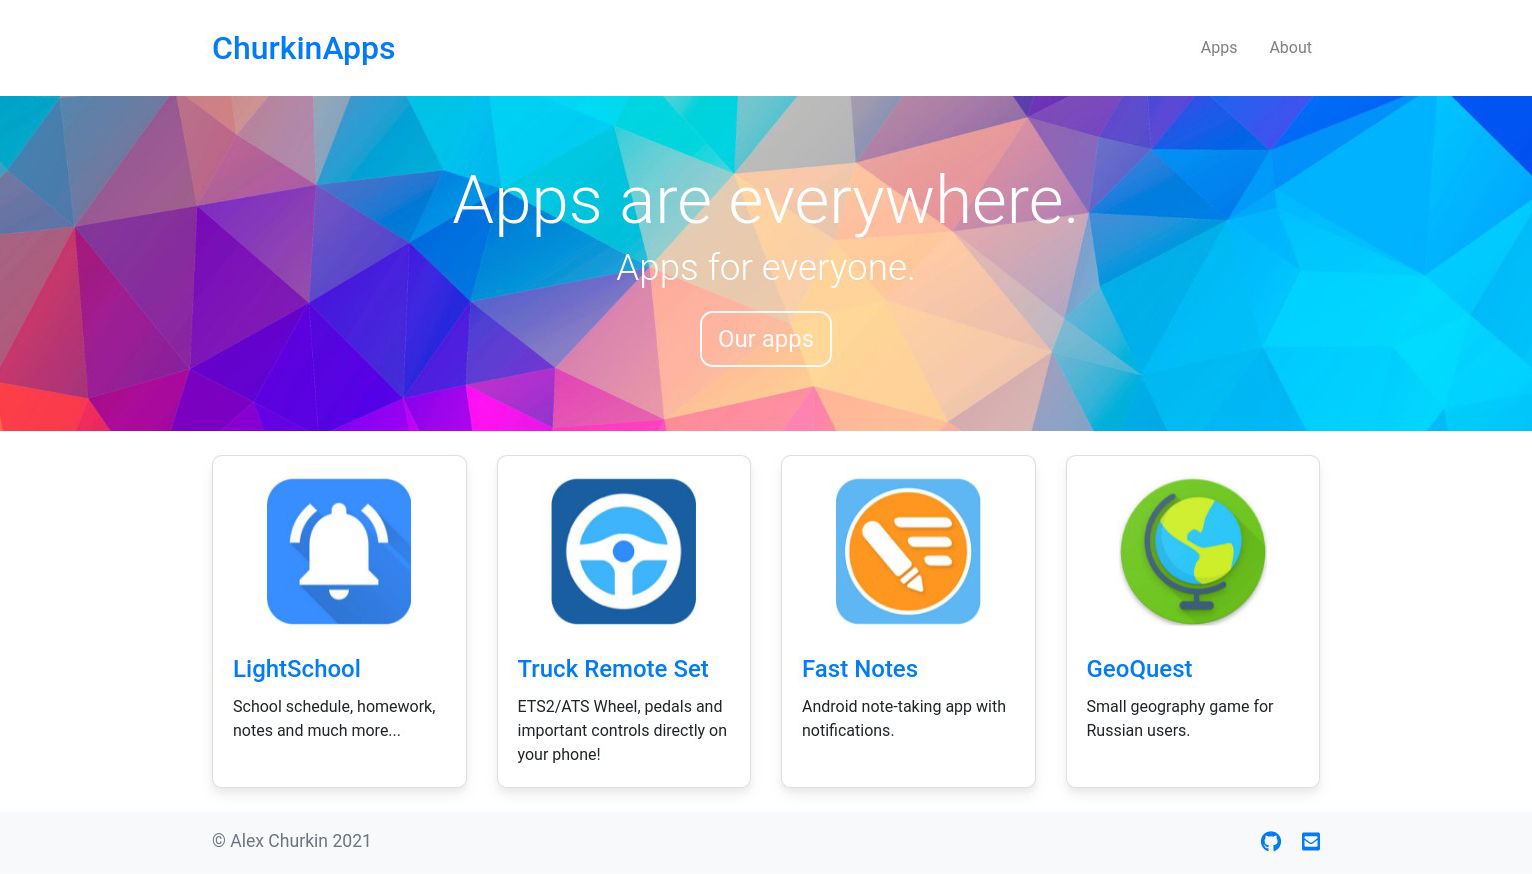 ChurkinApps
Apps
About
Apps are everywhere.
Apps for everyone.
Our apps
LightSchool
School schedule, homework,
notes and much more...
Truck Remote Set
ETS2/ATS Wheel, pedals and
important controls directly on
your phone!
Fast Notes
Android note-taking app with
notifications.
GeoQuest
Small geography game for
Russian users.
© Alex Churkin 2021